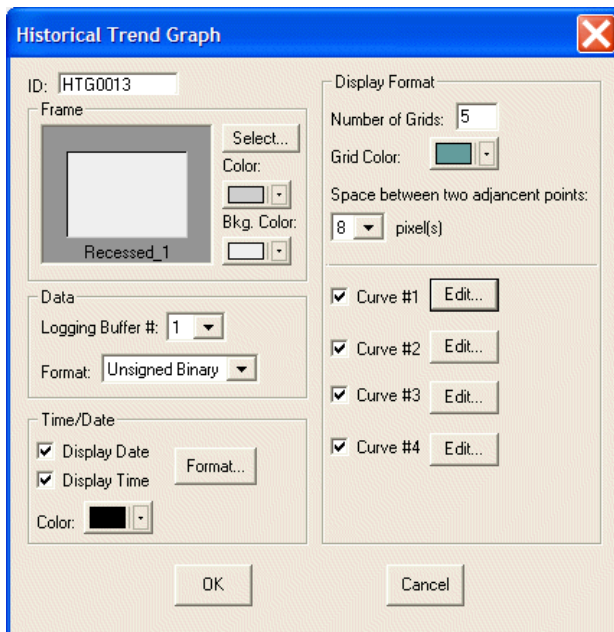 Historical Trend Graph
ID: HTG0013
Frame
Recessed_1
Select...
Color:
Bkg. Color:
Data
Logging Buffer #: 1
Format: Unsigned Binary
Time/Date
Display Date
Display Time
Format...
Color:
Display Format
Number of Grids: 5
Grid Color:
Space between two adjancent points:
8 pixel(s)
Curve #1 Edit...
Curve #2 Edit...
Curve #3 Edit...
Curve #4 Edit...
OK
Cancel